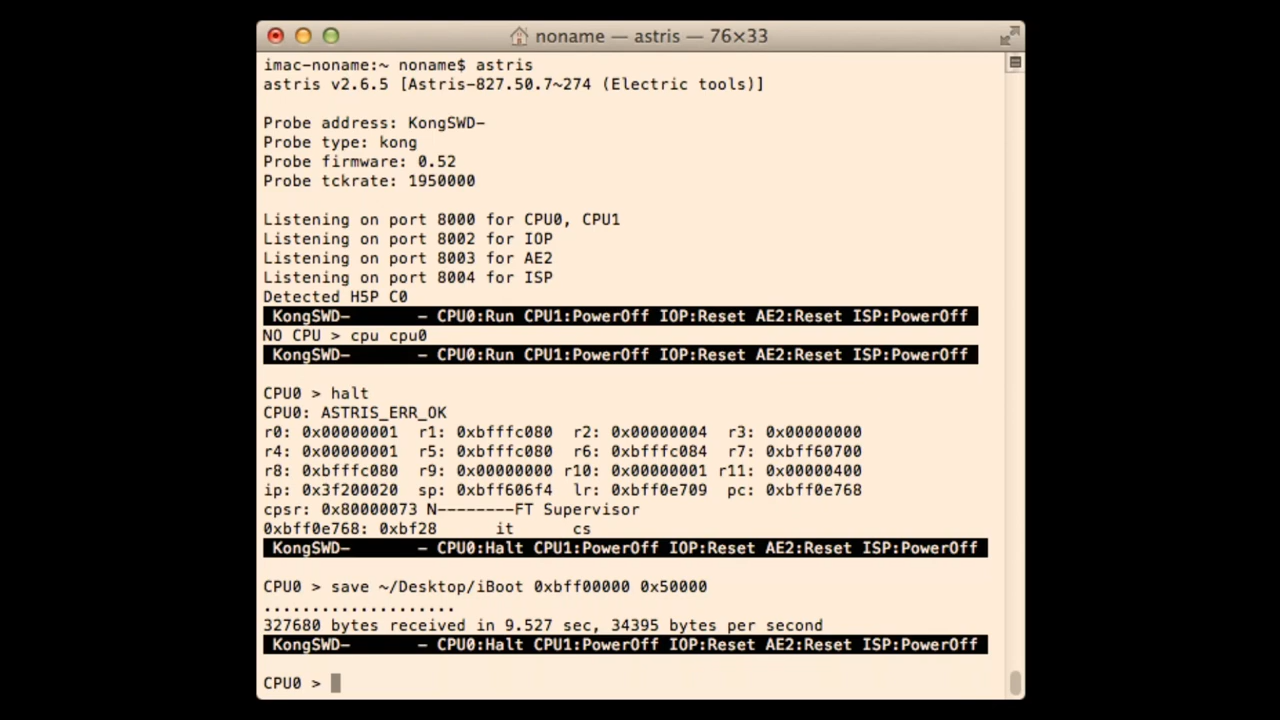 noname — astris — 76×33
imac-noname:~ noname$ astris
astris v2.6.5 [Astris-827.50.7~274 (Electric tools)]
Probe address: KongSWD-
Probe type: kong
Probe firmware: 0.52
Probe tckrate: 1950000
Listening on port 8000 for CPU0, CPU1
Listening on port 8002 for IOP
Listening on port 8003 for AE2
Listening on port 8004 for ISP
Detected H5P C0
KongSWD- - CPU0:Run CPU1:PowerOff IOP:Reset AE2:Reset ISP:PowerOff
NO CPU > cpu cpu0
KongSWD- - CPU0:Run CPU1:PowerOff IOP:Reset AE2:Reset ISP:PowerOff
CPU0 > halt
CPU0: ASTRIS_ERR_OK
r0: 0x00000001 r1: 0xbfffc080 r2: 0x00000004 r3: 0x00000000
r4: 0x00000001 r5: 0xbfffc080 r6: 0xbfffc084 r7: 0xbff60700
r8: 0xbfffc080 r9: 0x00000000 r10: 0x00000001 r11: 0x00000400
ip: 0x3f200020 sp: 0xbff606f4 lr: 0xbff0e709 pc: 0xbff0e768
cpsr: 0x80000073 N--------FT Supervisor
0xbff0e768: 0xbf28 it cs
KongSWD- - CPU0:Halt CPU1:PowerOff IOP:Reset AE2:Reset ISP:PowerOff
CPU0 > save ~/Desktop/iBoot 0xbff00000 0x50000
....................
327680 bytes received in 9.527 sec, 34395 bytes per second
KongSWD- - CPU0:Halt CPU1:PowerOff IOP:Reset AE2:Reset ISP:PowerOff
CPU0 >